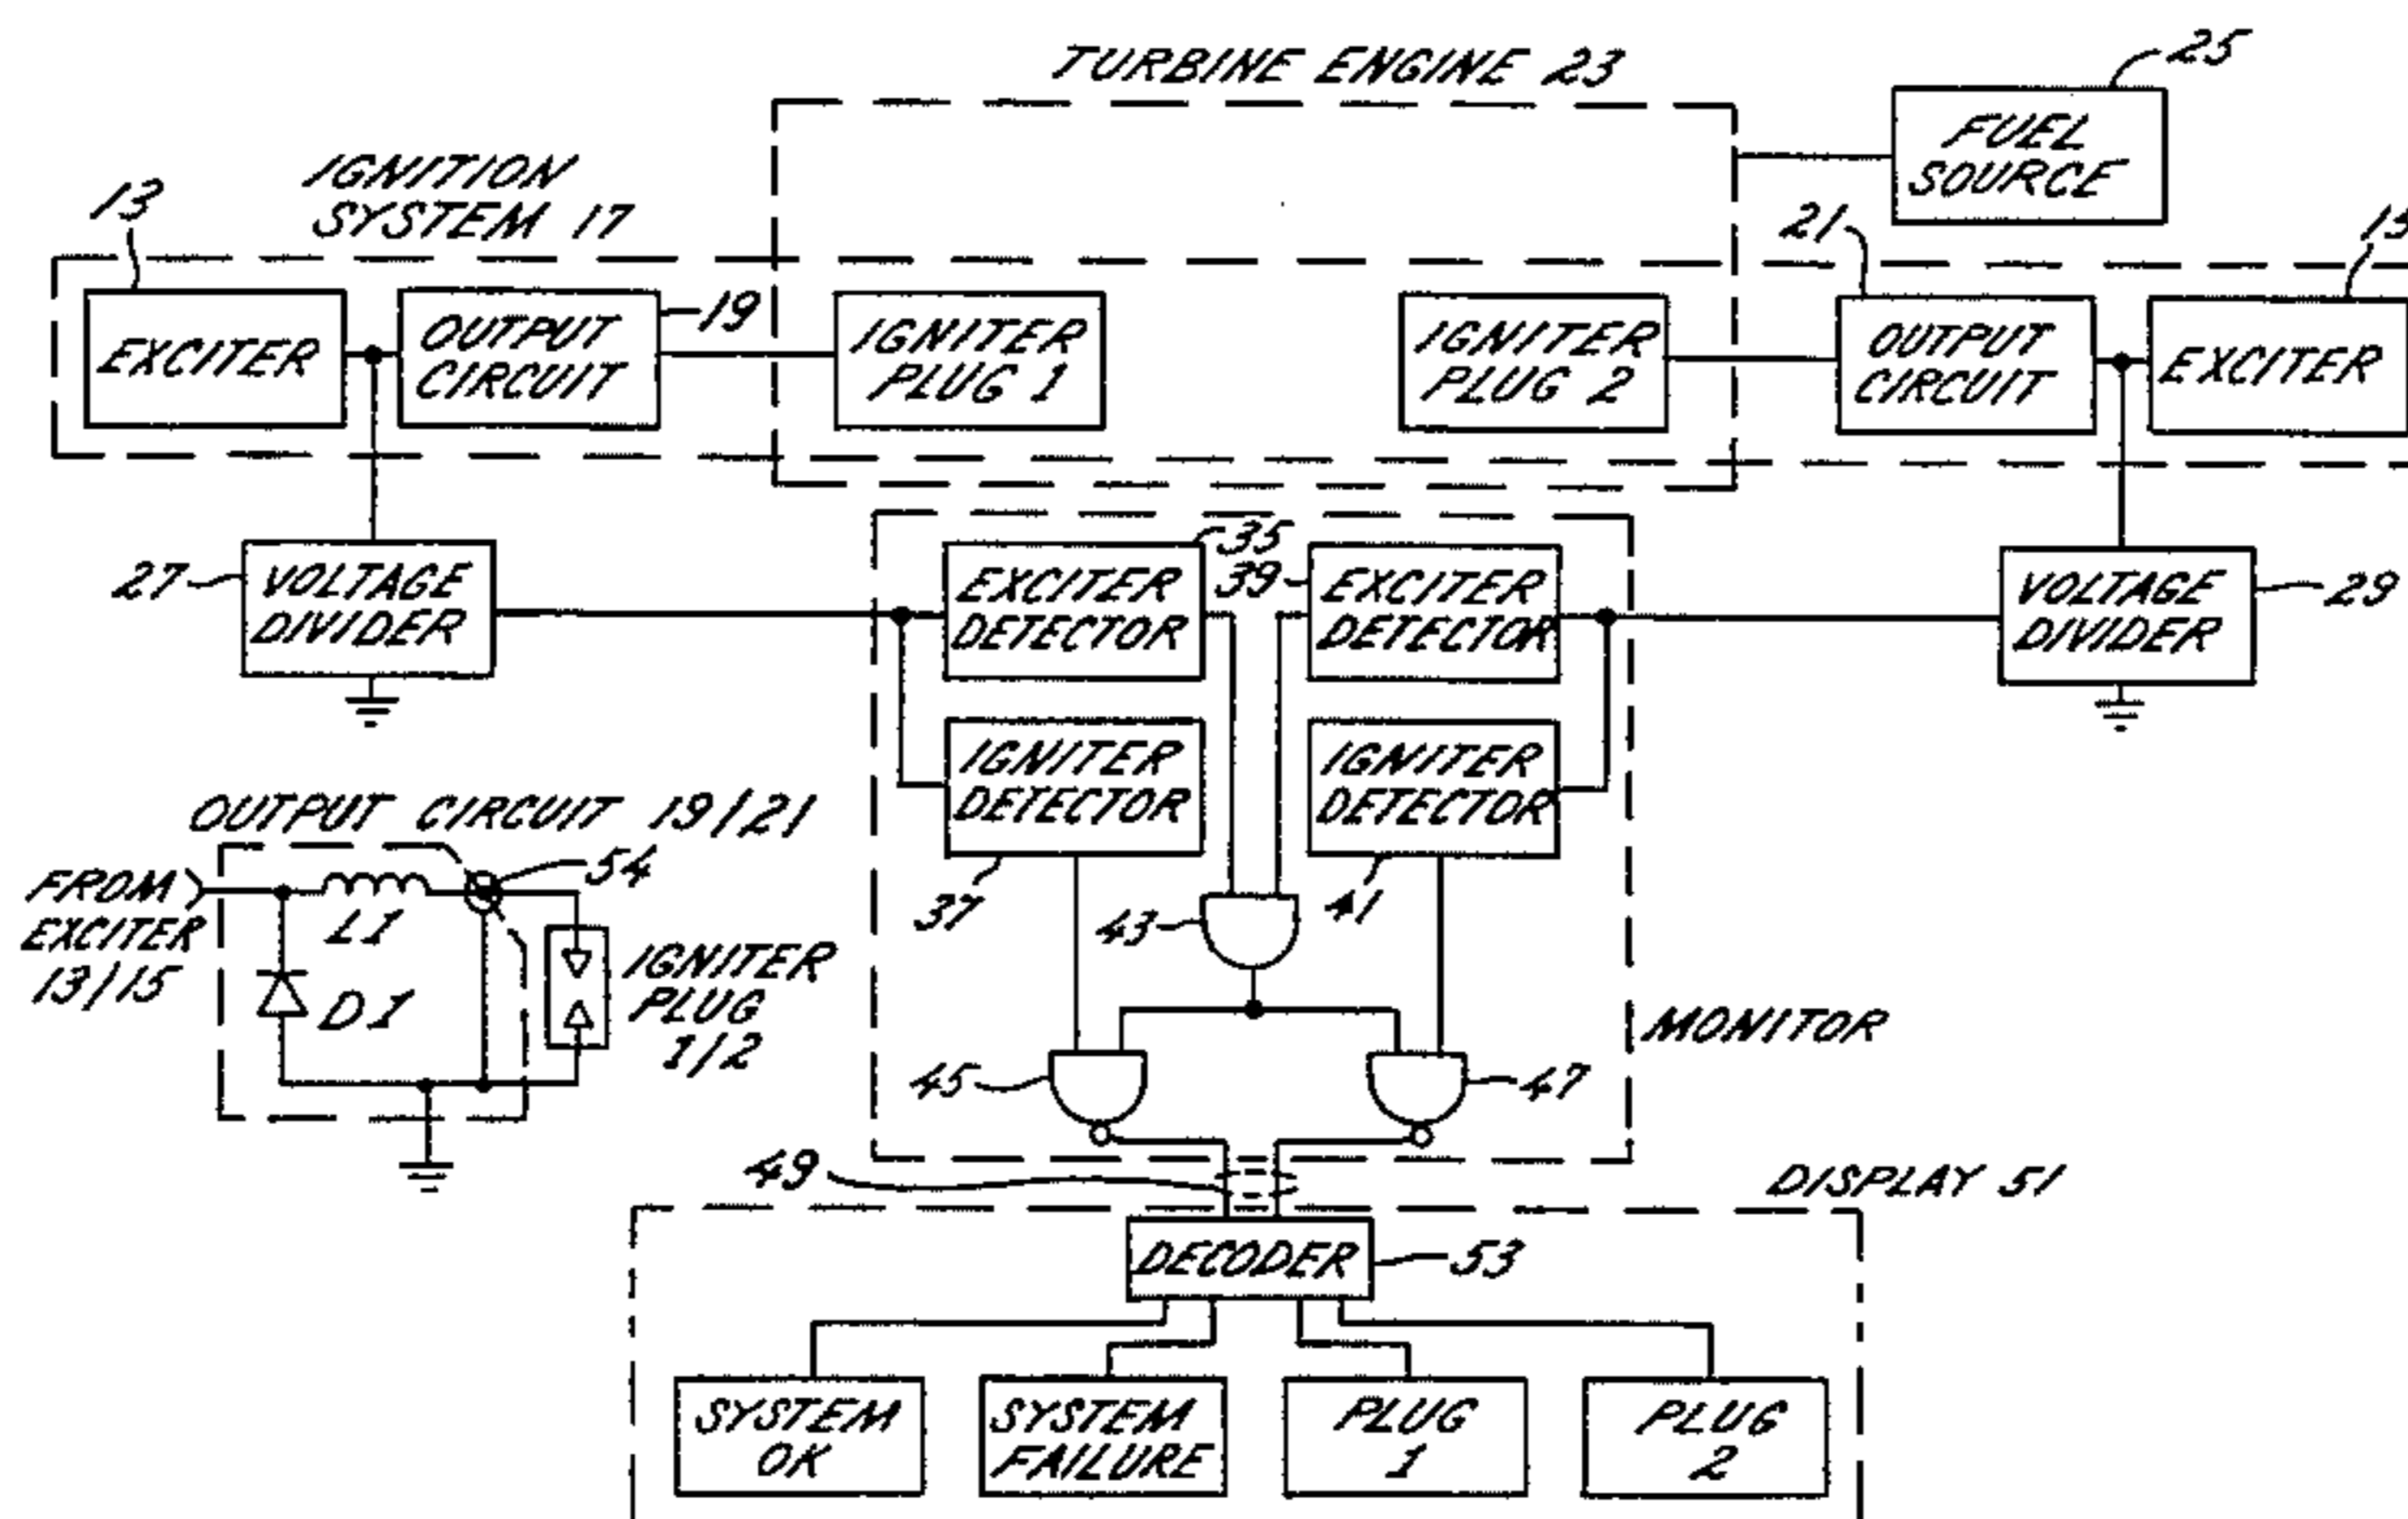 TURBINE ENGINE 23
25
FUEL
SOURCE
IGNITION
SYSTEM 17
13
19
21
15
EXCITER
OUTPUT
CIRCUIT
IGNITER
PLUG 1
IGNITER
PLUG 2
OUTPUT
CIRCUIT
EXCITER
27
VOLTAGE
DIVIDER
35
EXCITER
DETECTOR
39
EXCITER
DETECTOR
VOLTAGE
DIVIDER
29
IGNITER
DETECTOR
37
IGNITER
DETECTOR
41
43
OUTPUT CIRCUIT 19/21
54
FROM
EXCITER
13/15
L1
D1
IGNITER
PLUG
1/2
MONITOR
45
47
49
DISPLAY 51
DECODER
53
SYSTEM
OK
SYSTEM
FAILURE
PLUG
1
PLUG
2